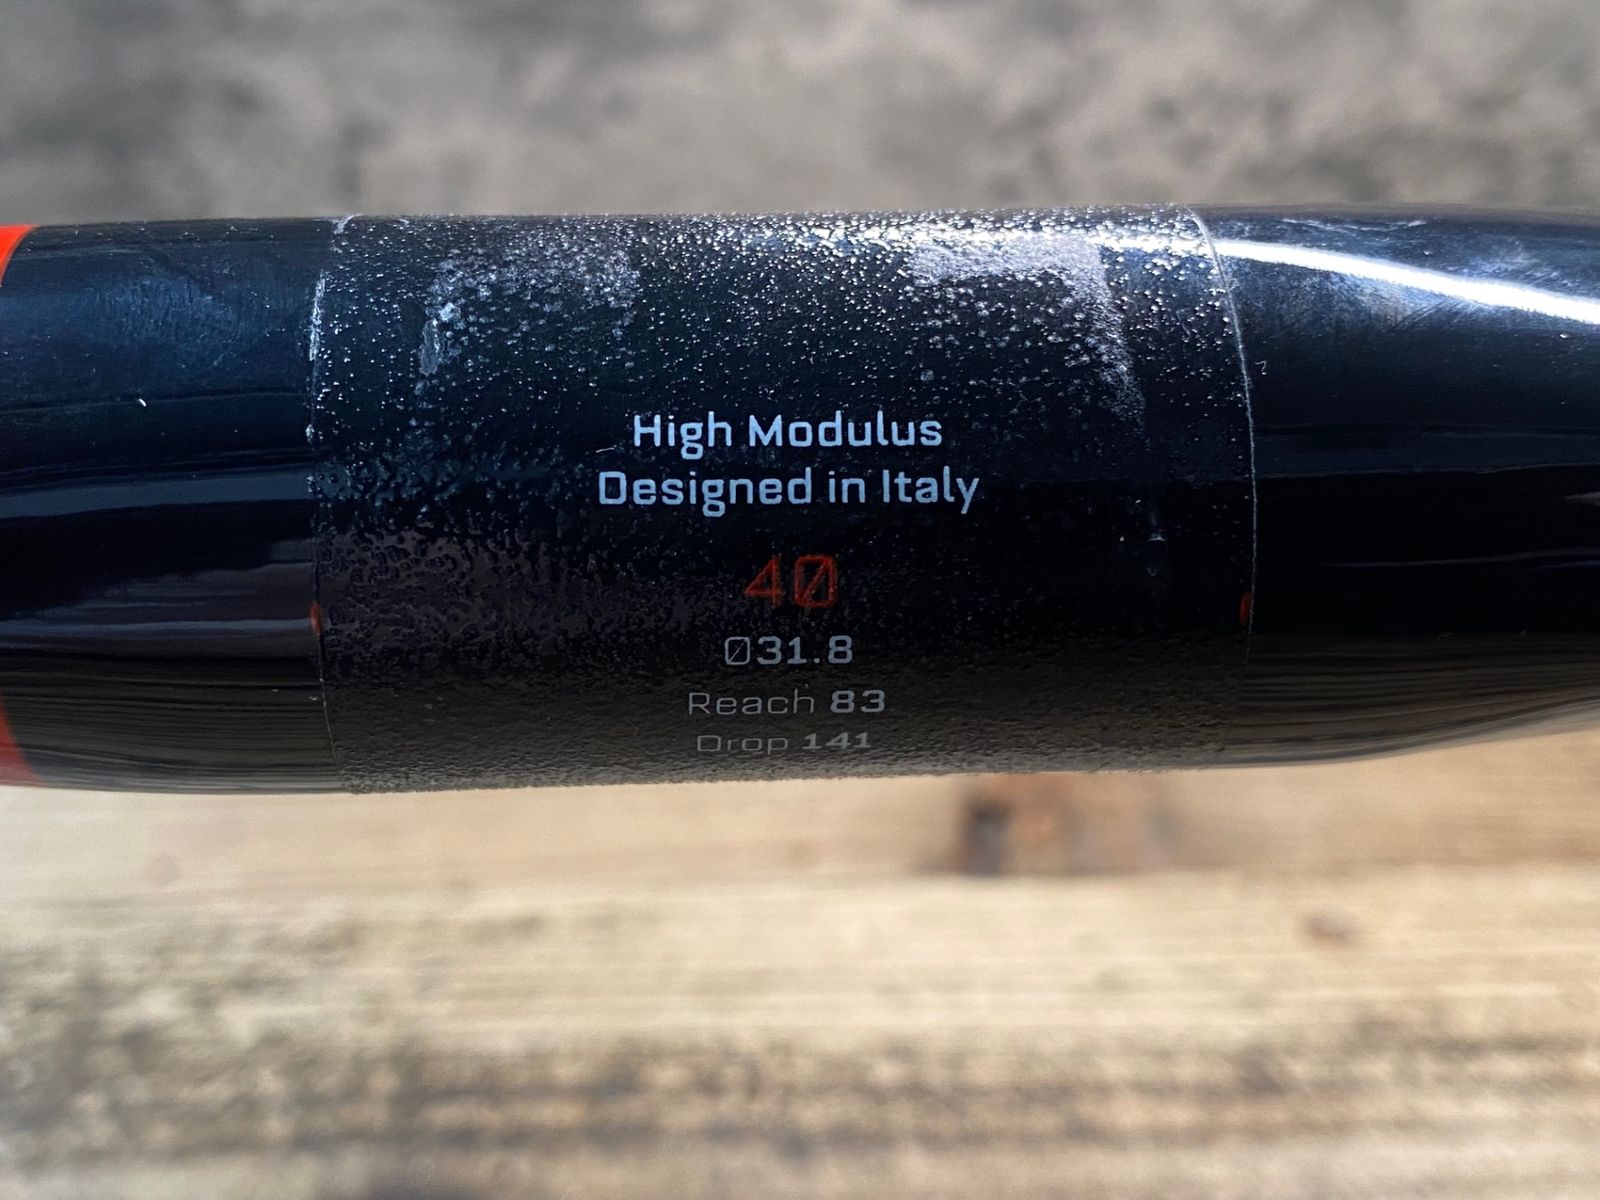 High Modulus
Designed in Italy
40
Ø31.8
Reach 83
Drop 141